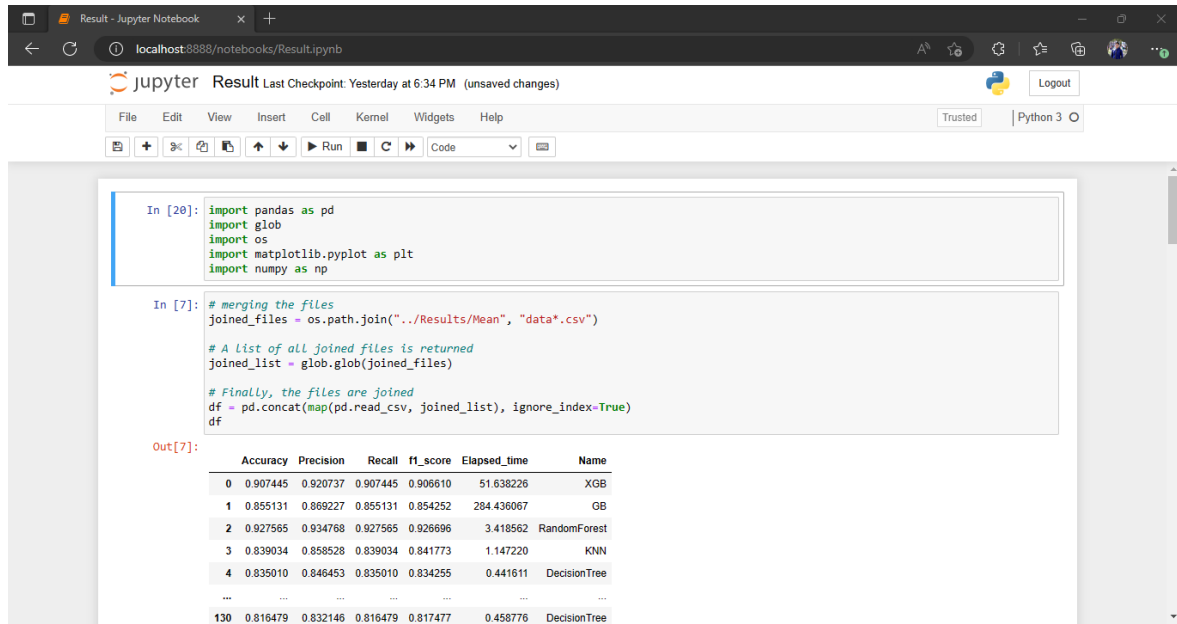 Result - Jupyter Notebook
localhost:8888/notebooks/Result.ipynb
jupyter Result Last Checkpoint: Yesterday at 6:34 PM (unsaved changes)
Logout
File Edit View Insert Cell Kernel Widgets Help
Trusted Python 3
Run Code
In [20]: import pandas as pd
import glob
import os
import matplotlib.pyplot as plt
import numpy as np
In [7]: # merging the files
joined_files = os.path.join("../Results/Mean", "data*.csv")
# A list of all joined files is returned
joined_list = glob.glob(joined_files)
# Finally, the files are joined
df = pd.concat(map(pd.read_csv, joined_list), ignore_index=True)
df
Out[7]:
Accuracy Precision Recall f1_score Elapsed_time Name
0 0.907445 0.920737 0.907445 0.906610 51.638226 XGB
1 0.855131 0.869227 0.855131 0.854252 284.436067 GB
2 0.927565 0.934768 0.927565 0.926696 3.418562 RandomForest
3 0.839034 0.858528 0.839034 0.841773 1.147220 KNN
4 0.835010 0.846453 0.835010 0.834255 0.441611 DecisionTree
... ... ... ... ... ... ...
130 0.816479 0.832146 0.816479 0.817477 0.458776 DecisionTree